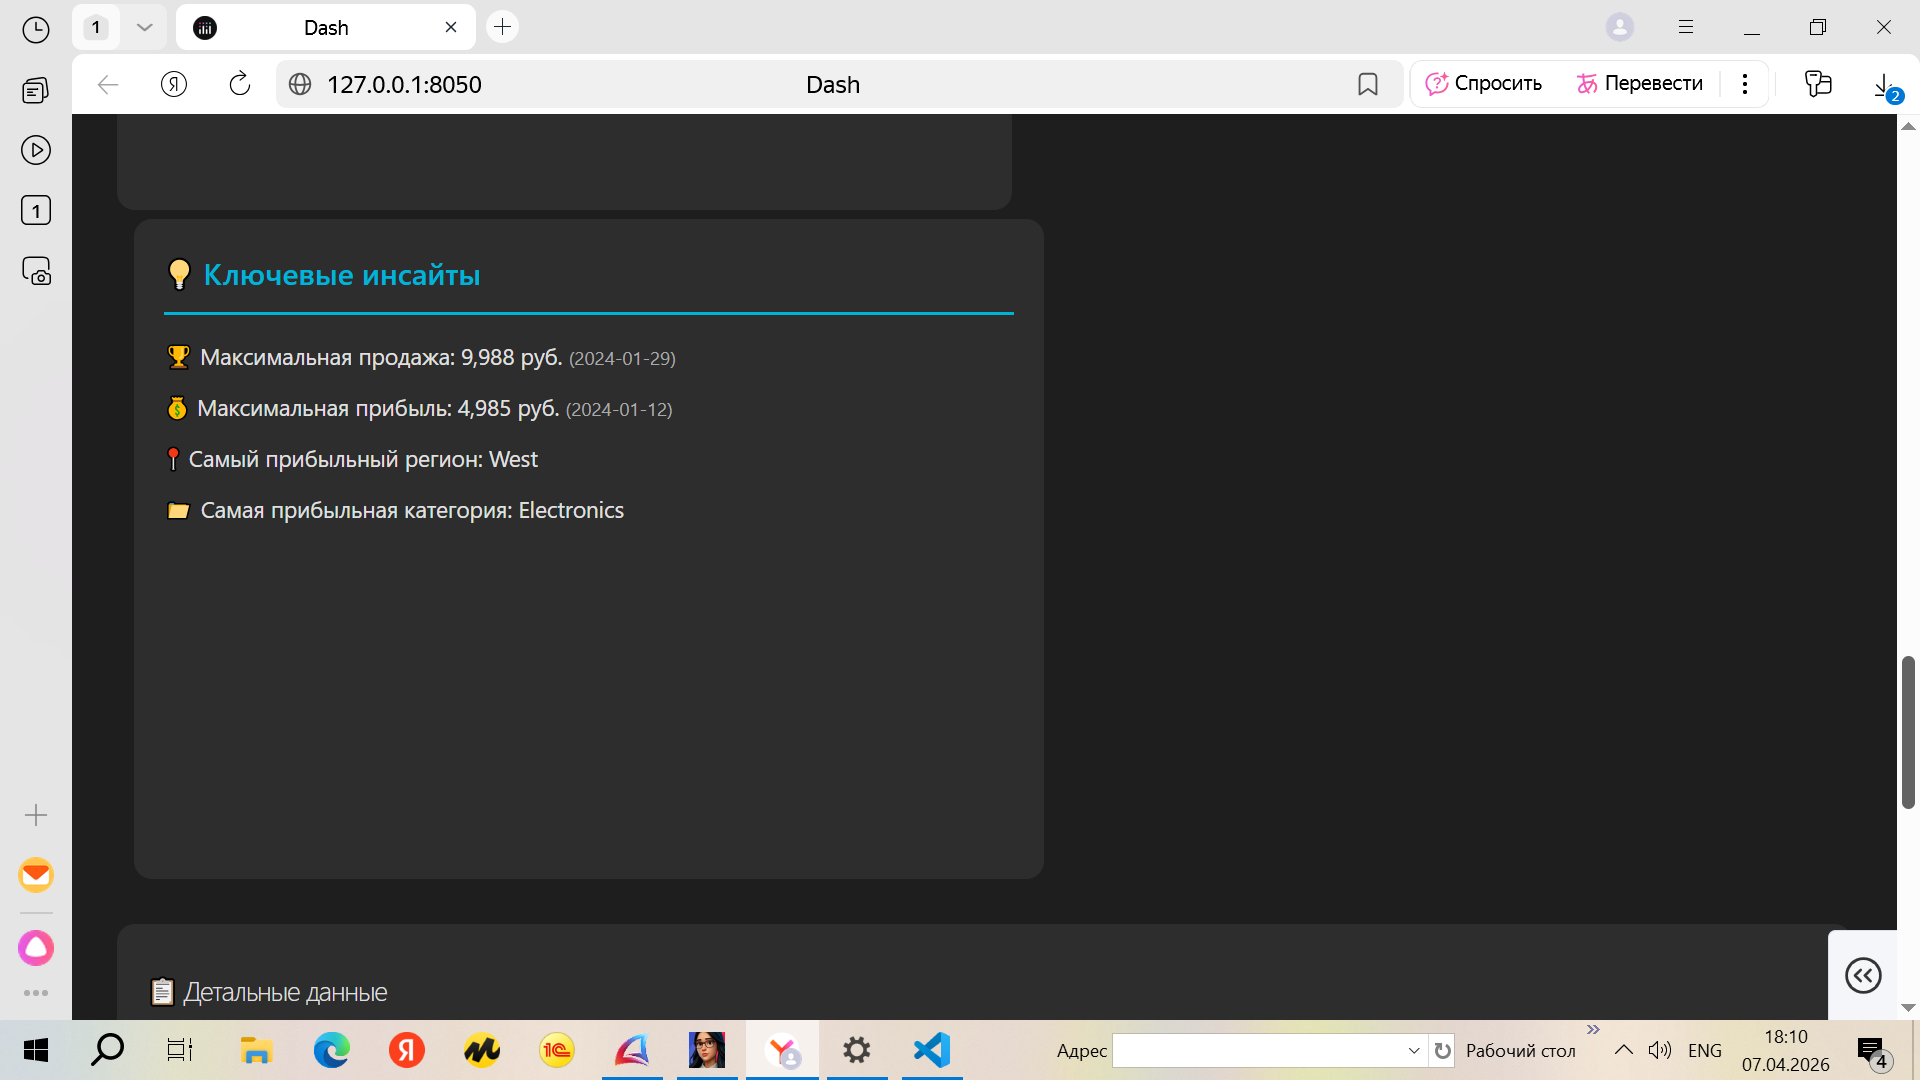 1
Dash
127.0.0.1:8050
Dash
Спросить
Перевести
2
1
Ключевые инсайты
Максимальная продажа: 9,988 руб. (2024-01-29)
Максимальная прибыль: 4,985 руб. (2024-01-12)
Самый прибыльный регион: West
Самая прибыльная категория: Electronics
Детальные данные
Адрес
Рабочий стол
ENG
18:10
07.04.2026
4